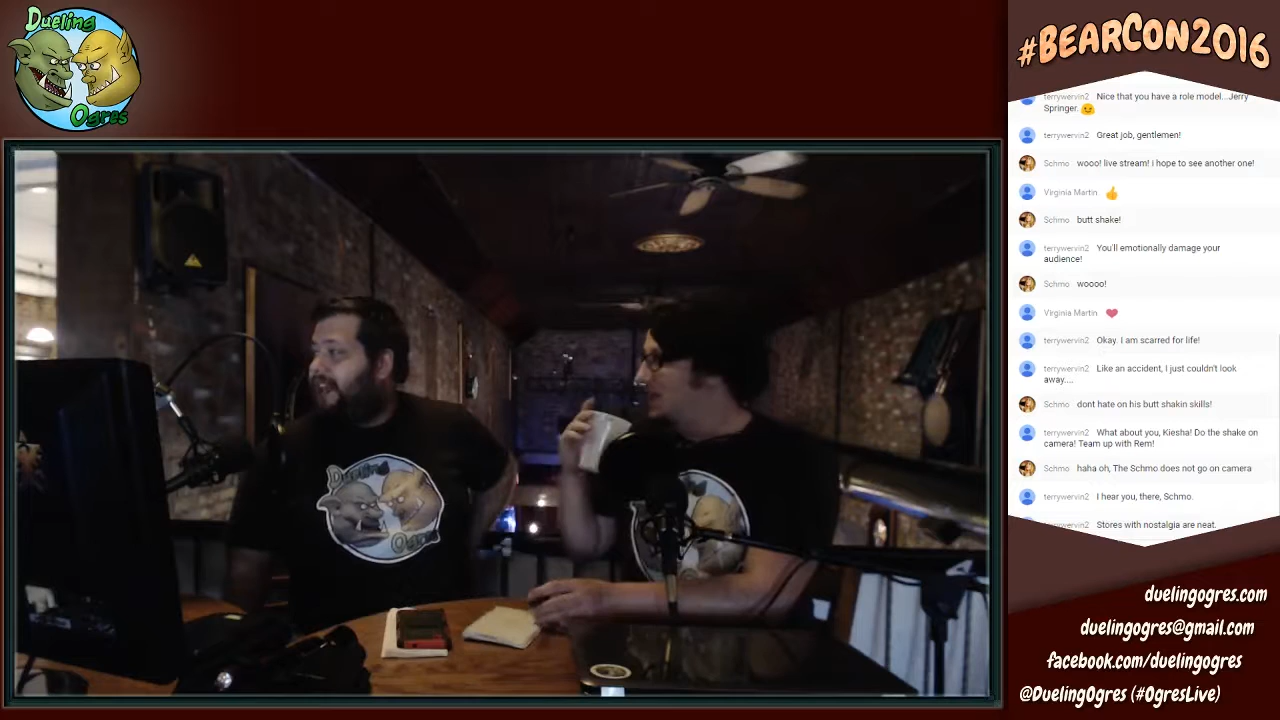 Dueling
Ogres
#BEARCON2016
terrywervin2 Nice that you have a role model...Jerry
Springer. 😉
terrywervin2 Great job, gentlemen!
Schmo wooo! live stream! i hope to see another one!
Virginia Martin 👍
Schmo butt shake!
terrywervin2 You'll emotionally damage your
audience!
Schmo woooo!
Virginia Martin ❤
terrywervin2 Okay. I am scarred for life!
terrywervin2 Like an accident, I just couldn't look
away....
Schmo dont hate on his butt shakin skills!
terrywervin2 What about you, Kiesha! Do the shake on
camera! Team up with Rem!
Schmo haha oh, The Schmo does not go on camera
terrywervin2 I hear you, there, Schmo.
terrywervin2 Stores with nostalgia are neat.
Dueling
Ogres
duelingogres.com
duelingogres@gmail.com
facebook.com/duelingogres
@DuelingOgres (#OgresLive)